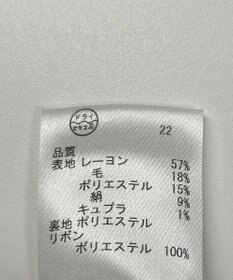 ドライ
セキユ系
22
品質
表地 レーヨン 57%
毛 18%
ポリエステル 15%
絹 9%
キュプラ 1%
裏地 ポリエステル
リボン
ポリエステル 100%